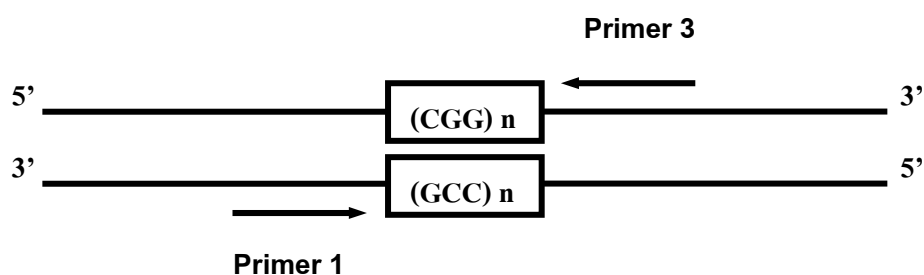 Primer 3
5’ 3’
(CGG) n
3’ 5’
(GCC) n
Primer 1